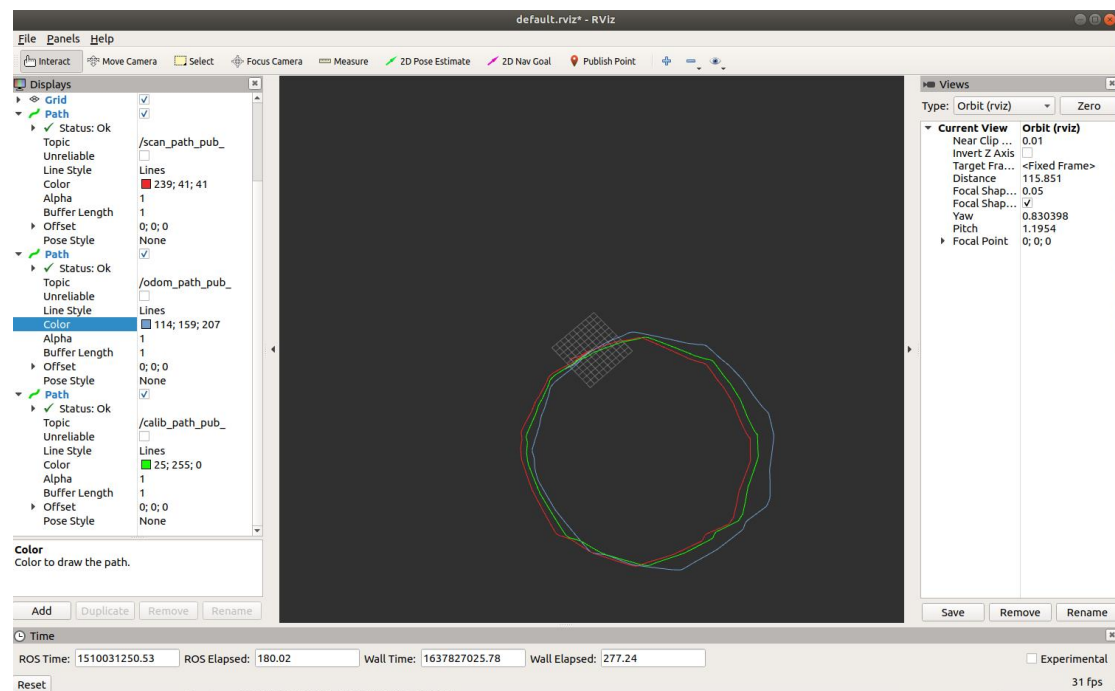 default.rviz* - RViz
File Panels Help
Interact Move Camera Select Focus Camera Measure 2D Pose Estimate 2D Nav Goal Publish Point
Displays
Grid
Path
Status: Ok
Topic /scan_path_pub_
Unreliable
Line Style Lines
Color 239; 41; 41
Alpha 1
Buffer Length 1
Offset 0; 0; 0
Pose Style None
Path
Status: Ok
Topic /odom_path_pub_
Unreliable
Line Style Lines
Color 114; 159; 207
Alpha 1
Buffer Length 1
Offset 0; 0; 0
Pose Style None
Path
Status: Ok
Topic /calib_path_pub_
Unreliable
Line Style Lines
Color 25; 255; 0
Alpha 1
Buffer Length 1
Offset 0; 0; 0
Pose Style None
Color
Color to draw the path.
Add Duplicate Remove Rename
Views
Type: Orbit (rviz) Zero
Current View Orbit (rviz)
Near Clip ... 0.01
Invert Z Axis
Target Fra... <Fixed Frame>
Distance 115.851
Focal Shap... 0.05
Focal Shap...
Yaw 0.830398
Pitch 1.1954
Focal Point 0; 0; 0
Save Remove Rename
Time
ROS Time: 1510031250.53 ROS Elapsed: 180.02 Wall Time: 1637827025.78 Wall Elapsed: 277.24 Experimental
Reset 31 fps